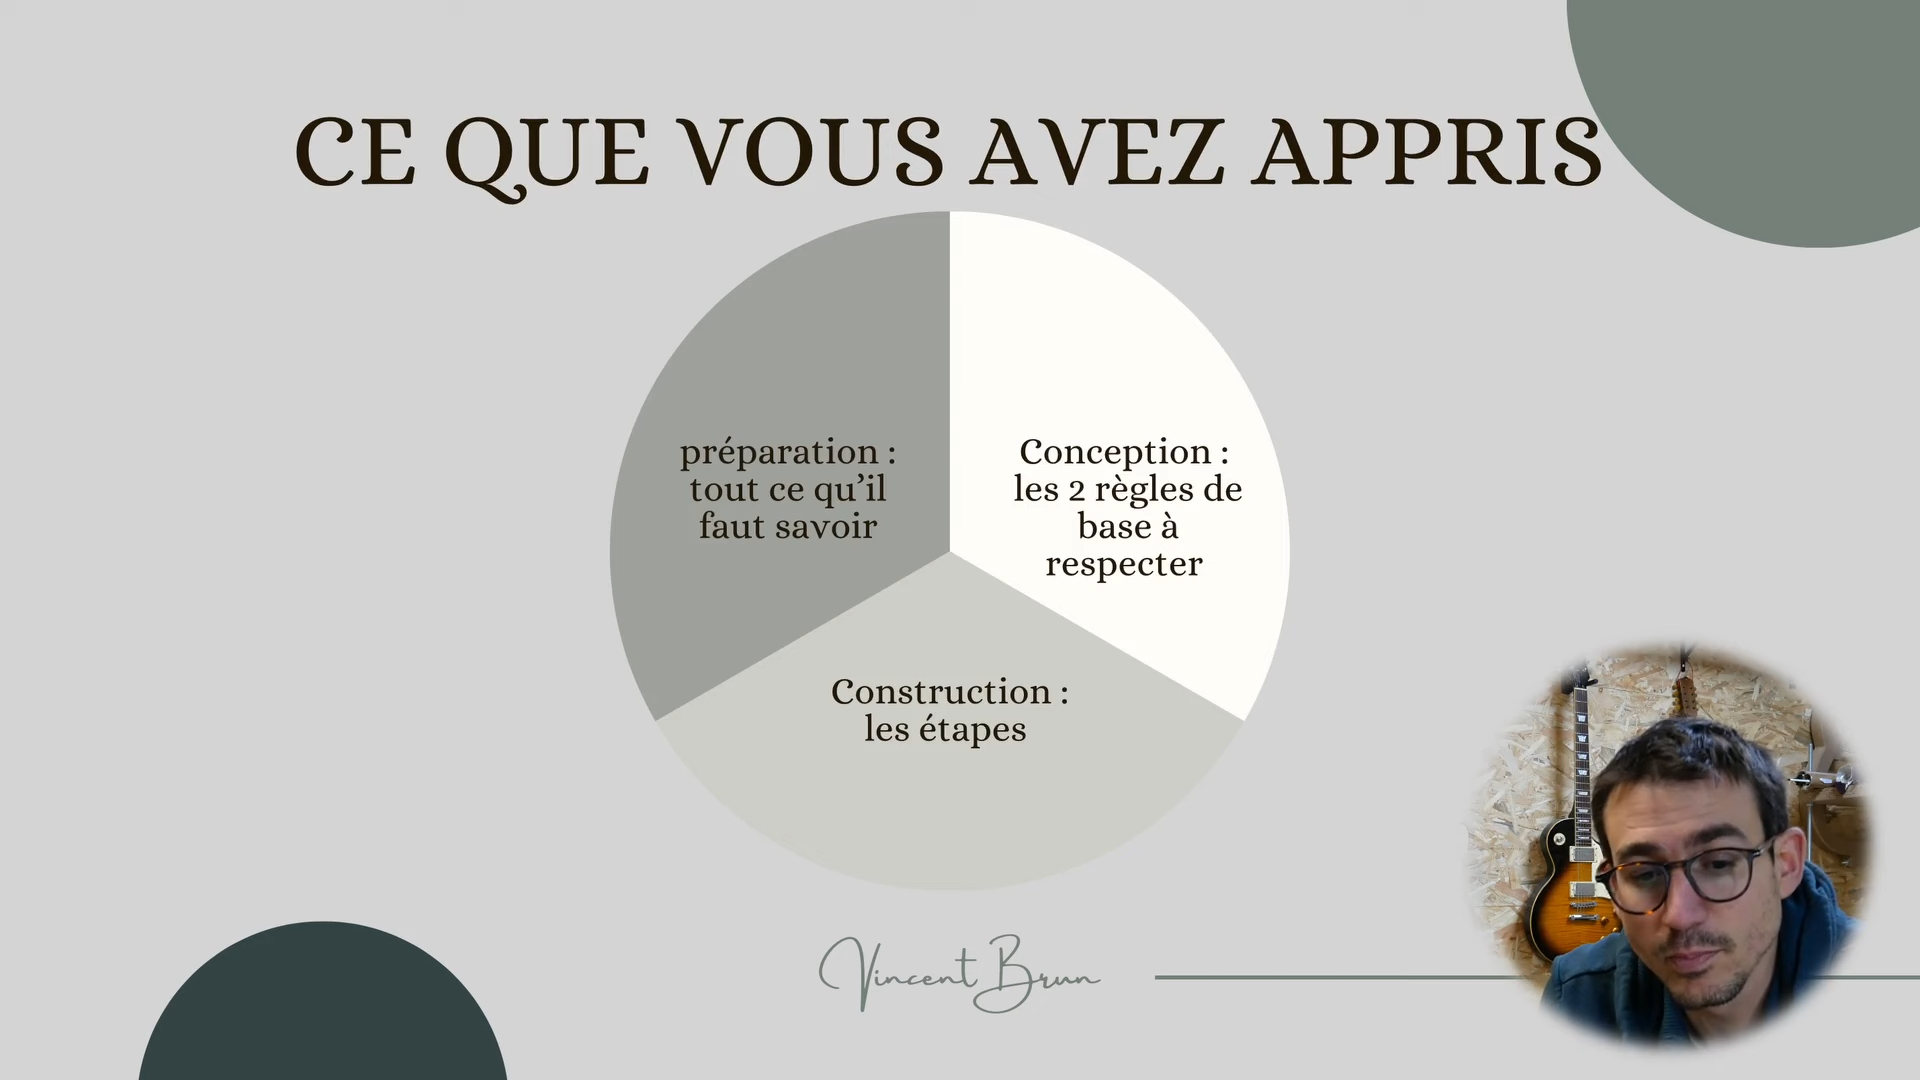 CE QUE VOUS AVEZ APPRIS
préparation :
tout ce qu’il
faut savoir
Conception :
les 2 règles de
base à
respecter
Construction :
les étapes
Vincent Brun